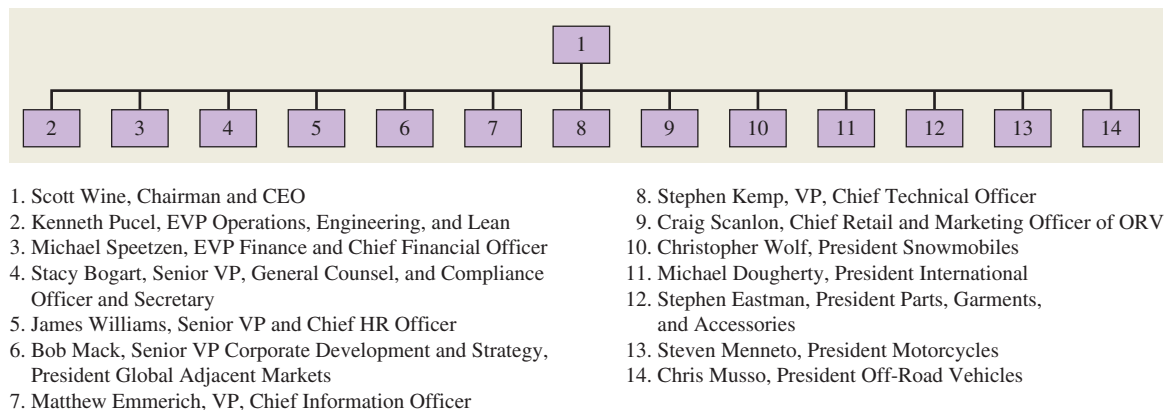 1
2 3 4 5 6 7 8 9 10 11 12 13 14
1. Scott Wine, Chairman and CEO
2. Kenneth Pucel, EVP Operations, Engineering, and Lean
3. Michael Speetzen, EVP Finance and Chief Financial Officer
4. Stacy Bogart, Senior VP, General Counsel, and Compliance
Officer and Secretary
5. James Williams, Senior VP and Chief HR Officer
6. Bob Mack, Senior VP Corporate Development and Strategy,
President Global Adjacent Markets
7. Matthew Emmerich, VP, Chief Information Officer
8. Stephen Kemp, VP, Chief Technical Officer
9. Craig Scanlon, Chief Retail and Marketing Officer of ORV
10. Christopher Wolf, President Snowmobiles
11. Michael Dougherty, President International
12. Stephen Eastman, President Parts, Garments,
and Accessories
13. Steven Menneto, President Motorcycles
14. Chris Musso, President Off-Road Vehicles